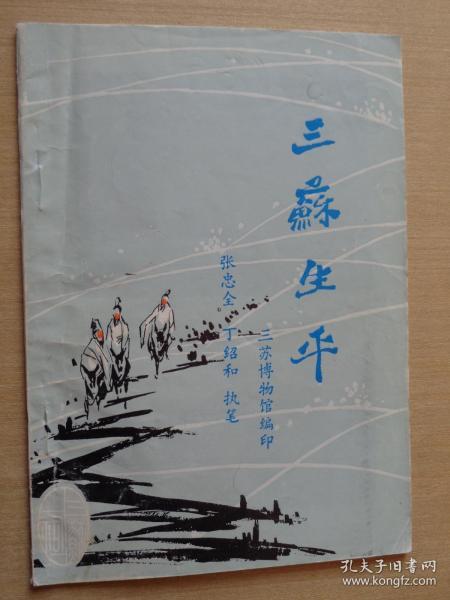 三蘇生平
三苏博物馆编印
张忠全 丁绍和 执笔
孔夫子旧书网
www.kongfz.com